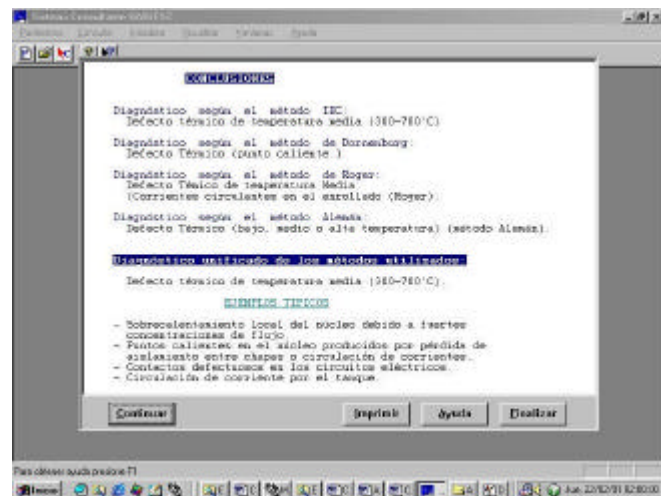 Ayuda
CONCLUSIONES
Diagnóstico según el método IEC:
Defecto térmico de temperatura media (300-700°C)
Diagnóstico según el método de Dornenburg:
Defecto Térmico (punto caliente )
Diagnóstico según el método de Roger:
Defecto Témico de temperatura Media
(Corrientes circulantes en el enrollado (Roger).
Diagnóstico según el método Alemán:
Defecto Térmico (bajo, medio o alta temperatura) (método Alemán).
Diagnóstico unificado de los métodos utilizados:
Defecto térmico de temperatura media (300-700°C).
EJEMPLOS TIPICOS
- Sobrecalentamiento local del núcleo debido a fuertes
concentraciones de flujo
- Puntos calientes en el núcleo producidos por pérdida de
aislamiento entre chapas o circulación de corrientes.
- Contactos defectuosos en los circuitos eléctricos.
- Circulación de corriente por el tanque.
Continuar
Imprimir
Ayuda
Finalizar
Para obtener ayuda presione F1
Inicio